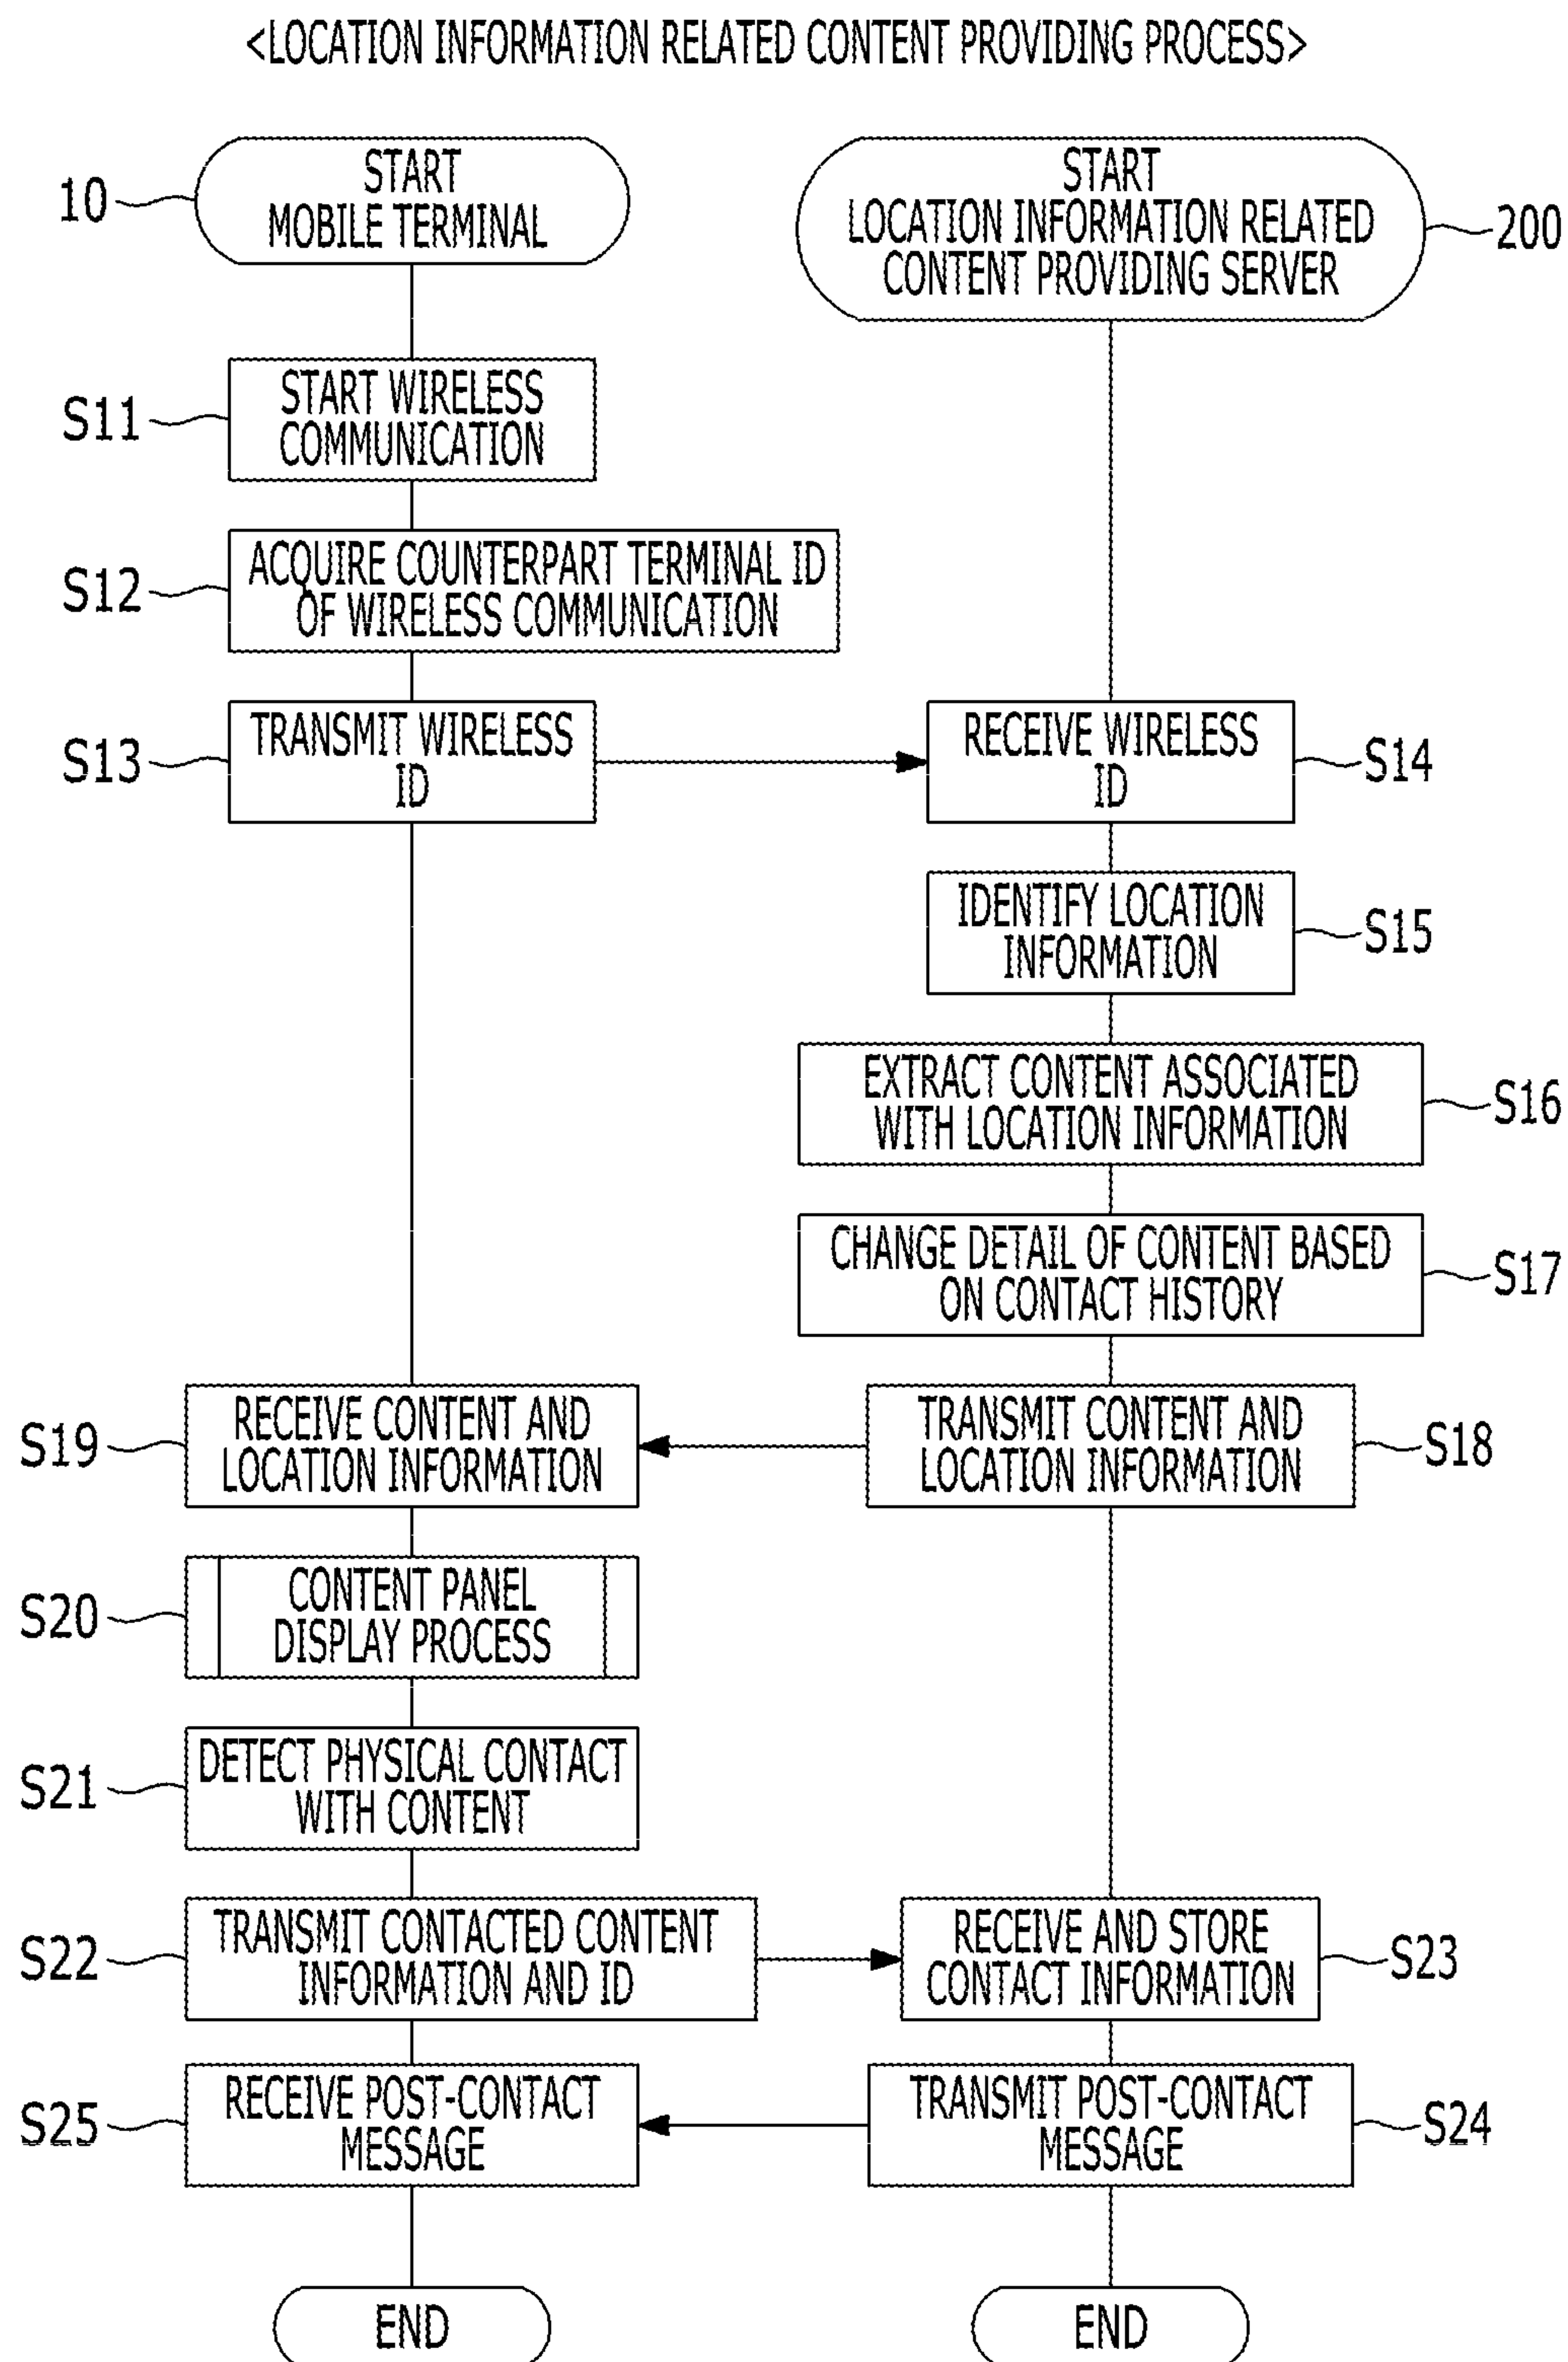 <LOCATION INFORMATION RELATED CONTENT PROVIDING PROCESS>
10
START
MOBILE TERMINAL
START
LOCATION INFORMATION RELATED
CONTENT PROVIDING SERVER
200
S11
START WIRELESS
COMMUNICATION
S12
ACQUIRE COUNTERPART TERMINAL ID
OF WIRELESS COMMUNICATION
S13
TRANSMIT WIRELESS
ID
RECEIVE WIRELESS
ID
S14
IDENTIFY LOCATION
INFORMATION
S15
EXTRACT CONTENT ASSOCIATED
WITH LOCATION INFORMATION
S16
CHANGE DETAIL OF CONTENT BASED
ON CONTACT HISTORY
S17
S19
RECEIVE CONTENT AND
LOCATION INFORMATION
TRANSMIT CONTENT AND
LOCATION INFORMATION
S18
S20
CONTENT PANEL
DISPLAY PROCESS
S21
DETECT PHYSICAL CONTACT
WITH CONTENT
S22
TRANSMIT CONTACTED CONTENT
INFORMATION AND ID
RECEIVE AND STORE
CONTACT INFORMATION
S23
S25
RECEIVE POST-CONTACT
MESSAGE
TRANSMIT POST-CONTACT
MESSAGE
S24
END
END